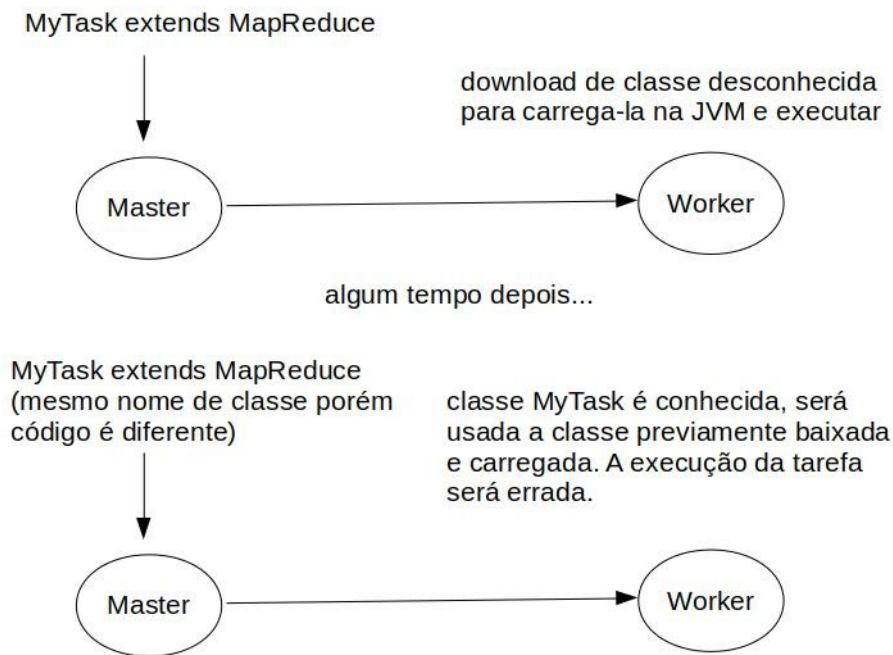 MyTask extends MapReduce
download de classe desconhecida
para carrega-la na JVM e executar
Master
Worker
algum tempo depois...
MyTask extends MapReduce
(mesmo nome de classe porém
código é diferente)
classe MyTask é conhecida, será
usada a classe previamente baixada
e carregada. A execução da tarefa
será errada.
Master
Worker